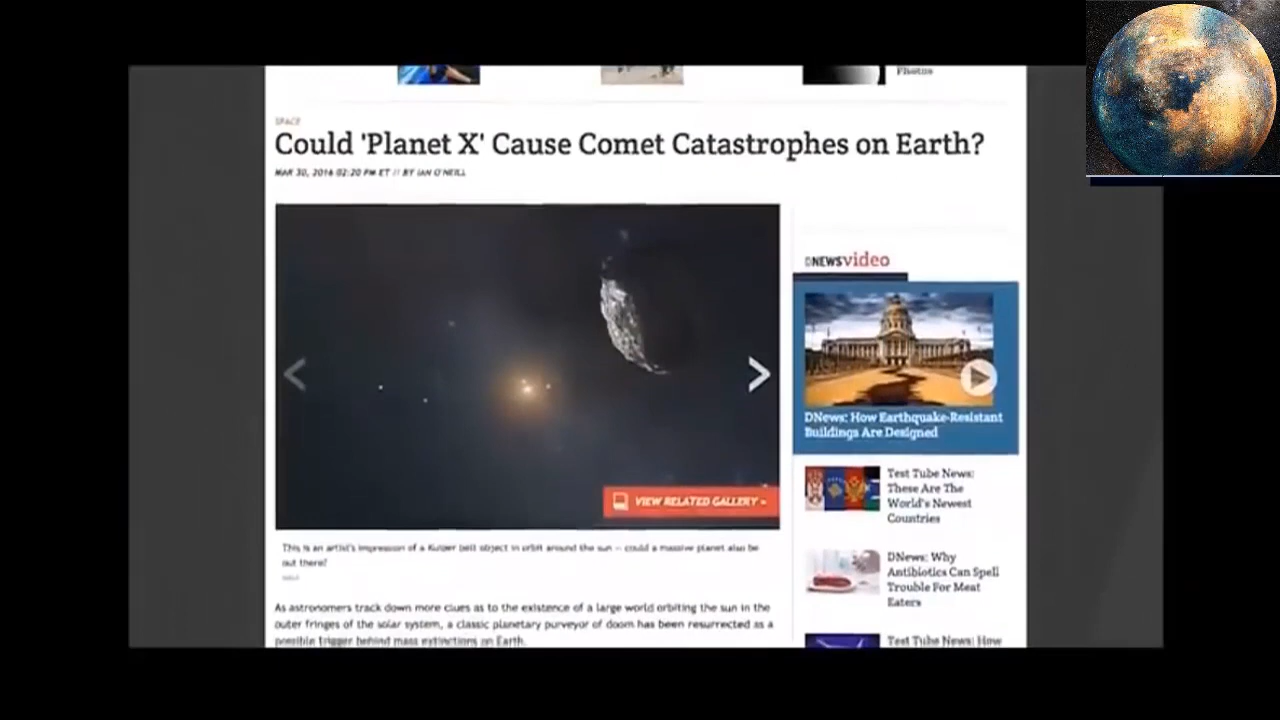 Photos
SPACE
Could 'Planet X' Cause Comet Catastrophes on Earth?
MAR 30, 2016 02:20 PM ET // BY IAN O'NEILL
DNEWS video
VIEW RELATED GALLERY »
DNews: How Earthquake-Resistant
Buildings Are Designed
Test Tube News:
These Are The
World's Newest
Countries
DNews: Why
Antibiotics Can Spell
Trouble For Meat
Eaters
Test Tube News: How
This is an artist's impression of a Kuiper belt object in orbit around the sun -- could a massive planet also be
out there?
As astronomers track down more clues as to the existence of a large world orbiting the sun in the
outer fringes of the solar system, a classic planetary purveyor of doom has been resurrected as a
possible trigger behind mass extinctions on Earth.